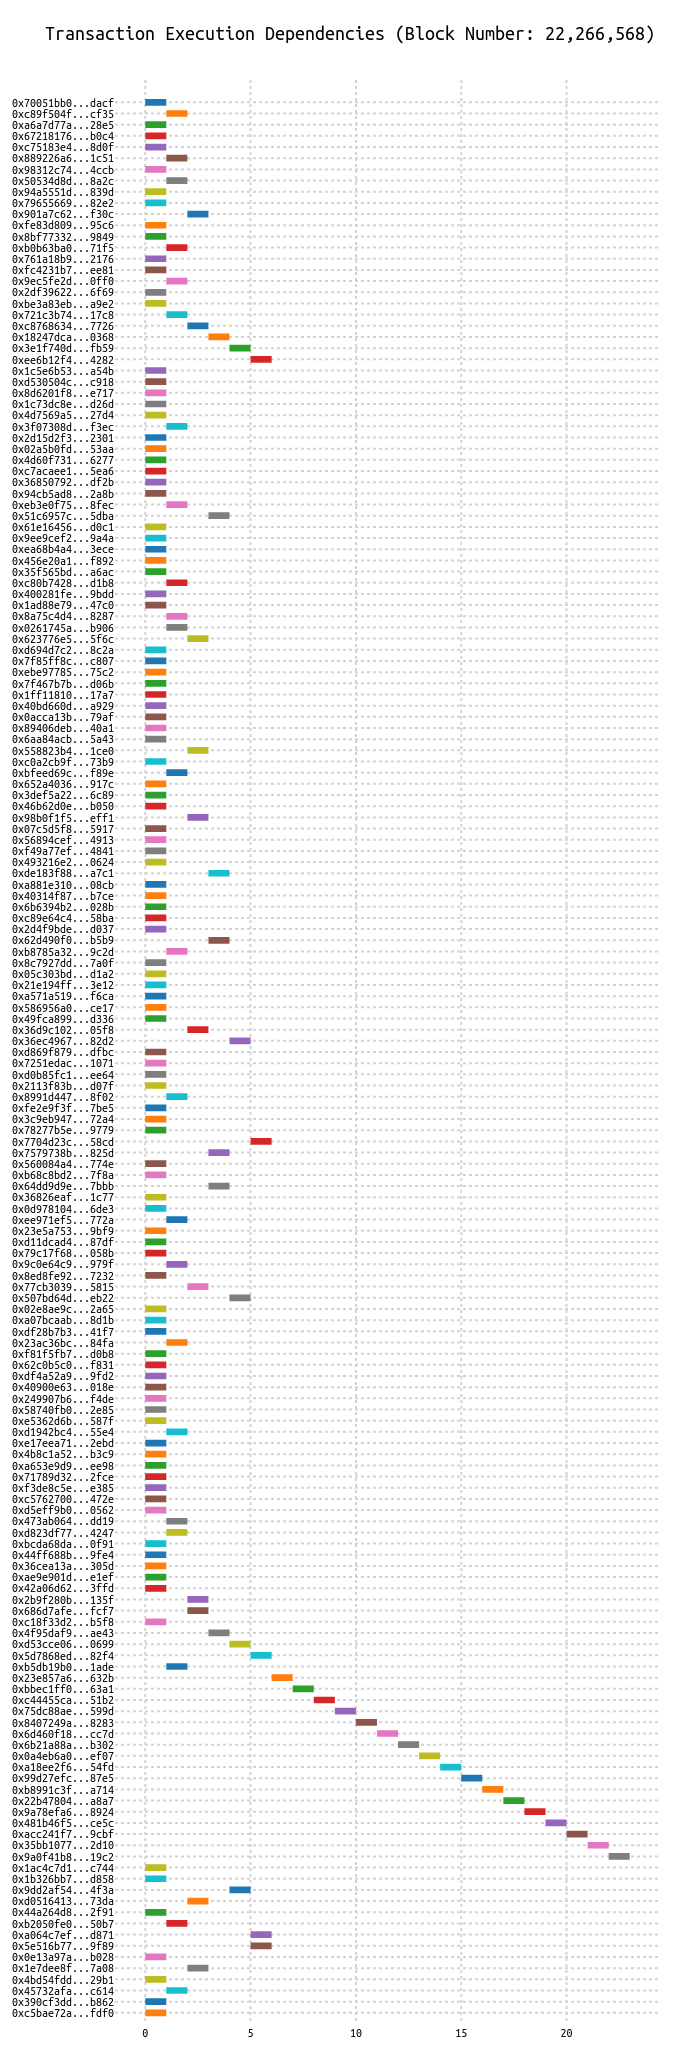 Transaction Execution Dependencies (Block Number: 22,266,568)
0x70051bb0...dacf
0xc89f504f...cf35
0xa6a7d77a...28e5
0x67218176...b0c4
0xc75183e4...8d0f
0x889226a6...1c51
0x98312c74...4ccb
0x50534d8d...8a2c
0x94a5551d...839d
0x79655669...82e2
0x901a7c62...f30c
0xfe83d809...95c6
0x8bf77332...9849
0xb0b63ba0...71f5
0x761a18b9...2176
0xfc4231b7...ee81
0x9ec5fe2d...0ff0
0x2df39622...6f69
0xbe3a83eb...a9e2
0x721c3b74...17c8
0xc8768634...7726
0x18247dca...0368
0x3e1f740d...fb59
0xee6b12f4...4282
0x1c5e6b53...a54b
0xd530504c...c918
0x8d6201f8...e717
0x1c73dc8e...d26d
0x4d7569a5...27d4
0x3f07308d...f3ec
0x2d15d2f3...2301
0x02a5b0fd...53aa
0x4d60f731...6277
0xc7acaee1...5ea6
0x36850792...df2b
0x94cb5ad8...2a8b
0xeb3e0f75...8fec
0x51c6957c...5dba
0x61e16456...d0c1
0x9ee9cef2...9a4a
0xea68b4a4...3ece
0x456e20a1...f892
0x35f565bd...a6ac
0xc80b7428...d1b8
0x400281fe...9bdd
0x1ad88e79...47c0
0x8a75c4d4...8287
0x0261745a...b906
0x623776e5...5f6c
0xd694d7c2...8c2a
0x7f85ff8c...c807
0xebe97785...75c2
0x7f467b7b...d06b
0x1ff11810...17a7
0x40bd660d...a929
0x0acca13b...79af
0x89406deb...40a1
0x6aa84acb...5a43
0x558823b4...1ce0
0xc0a2cb9f...73b9
0xbfeed69c...f89e
0x652a4036...917c
0x3def5a22...6c89
0x46b62d0e...b050
0x98b0f1f5...eff1
0x07c5d5f8...5917
0x56894cef...4913
0xf49a77ef...4841
0x493216e2...0624
0xde183f88...a7c1
0xa881e310...08cb
0x40314f87...b7ce
0x6b6394b2...028b
0xc89e64c4...58ba
0x2d4f9bde...d037
0x62d490f0...b5b9
0xb8785a32...9c2d
0x8c7927dd...7a0f
0x05c303bd...d1a2
0x21e194ff...3e12
0xa571a519...f6ca
0x586956a0...ce17
0x49fca899...d336
0x36d9c102...05f8
0x36ec4967...82d2
0xd869f879...dfbc
0x7251edac...1071
0xd0b85fc1...ee64
0x2113f83b...d07f
0x8991d447...8f02
0xfe2e9f3f...7be5
0x3c9eb947...72a4
0x78277b5e...9779
0x7704d23c...58cd
0x7579738b...825d
0x560084a4...774e
0xb68c8bd2...7f8a
0x64dd9d9e...7bbb
0x36826eaf...1c77
0x0d978104...6de3
0xee971ef5...772a
0x23e5a753...9bf9
0xd11dcad4...87df
0x79c17f68...058b
0x9c0e64c9...979f
0x8ed8fe92...7232
0x77cb3039...5815
0x507bd64d...eb22
0x02e8ae9c...2a65
0xa07bcaab...8d1b
0xdf28b7b3...41f7
0x23ac36bc...84fa
0xf81f5fb7...d0b8
0x62c0b5c0...f831
0xdf4a52a9...9fd2
0x40900e63...018e
0x249907b6...f4de
0x58740fb0...2e85
0xe5362d6b...587f
0xd1942bc4...55e4
0xe17eea71...2ebd
0x4b8c1a52...b3c9
0xa653e9d9...ee98
0x71789d32...2fce
0xf3de8c5e...e385
0xc5762700...472e
0xd5eff9b0...0562
0x473ab064...dd19
0xd823df77...4247
0xbcda68da...0f91
0x44ff688b...9fe4
0x36cea13a...305d
0xae9e901d...e1ef
0x42a06d62...3ffd
0x2b9f280b...135f
0x686d7afe...fcf7
0xc18f33d2...b5f8
0x4f95daf9...ae43
0xd53cce06...0699
0x5d7868ed...82f4
0xb5db19b0...1ade
0x23e857a6...632b
0xbbec1ff0...63a1
0xc44455ca...51b2
0x75dc88ae...599d
0x8407249a...8283
0x6d460f18...cc7d
0x6b21a88a...b302
0x0a4eb6a0...ef07
0xa18ee2f6...54fd
0x99d27efc...87e5
0xb8991c3f...a714
0x22b47804...a8a7
0x9a78efa6...8924
0x481b46f5...ce5c
0xacc241f7...9cbf
0x35bb1077...2d10
0x9a0f41b8...19c2
0x1ac4c7d1...c744
0x1b326bb7...d858
0x9dd2af54...4f3a
0xd0516413...73da
0x44a264d8...2f91
0xb2050fe0...50b7
0xa064c7ef...d871
0x5e516b77...9f89
0x0e13a97a...b028
0x1e7dee8f...7a08
0x4bd54fdd...29b1
0x45732afa...c614
0x390cf3dd...b862
0xc5bae72a...fdf0
0 5 10 15 20